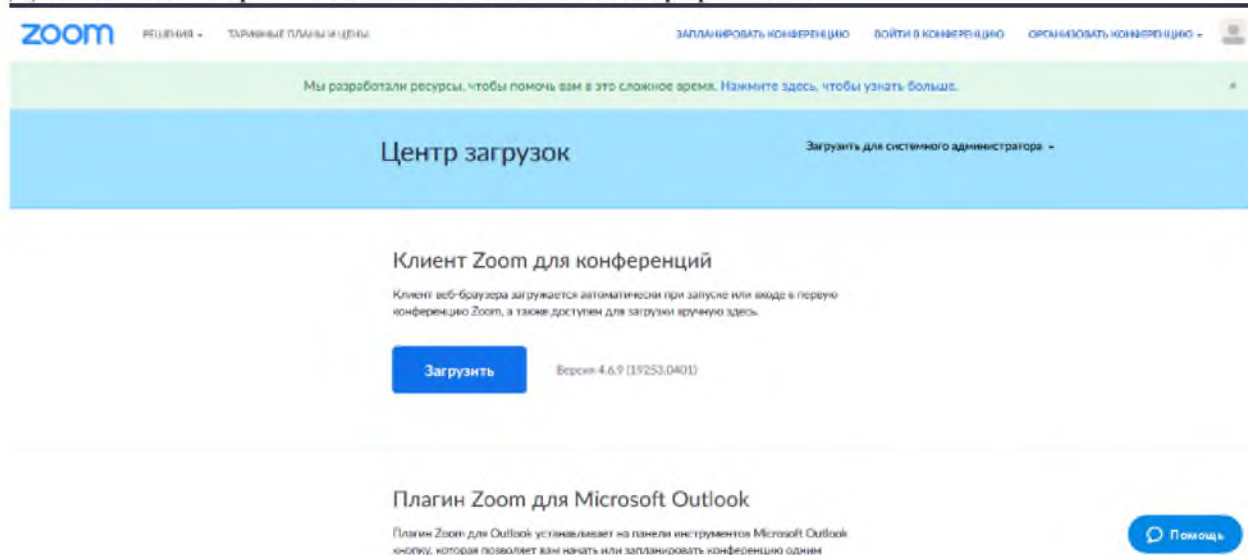 zoom РЕШЕНИЯ ТАРИФНЫЕ ПЛАНЫ И ЦЕНЫ ЗАПЛАНИРОВАТЬ КОНФЕРЕНЦИЮ ВОЙТИ В КОНФЕРЕНЦИЮ ОРГАНИЗОВАТЬ КОНФЕРЕНЦИЮ
Мы разработали ресурсы, чтобы помочь вам в это сложное время. Нажмите здесь, чтобы узнать больше.
Центр загрузок Загрузить для системного администратора
Клиент Zoom для конференций
Клиент веб-браузера загружается автоматически при запуске или входе в первую
конференцию Zoom, а также доступен для загрузки вручную здесь.
Загрузить Версия 4.6.9 (19253.0401)
Плагин Zoom для Microsoft Outlook
Плагин Zoom для Outlook устанавливает на панели инструментов Microsoft Outlook
кнопку, которая позволяет вам начать или запланировать конференцию одним
Помощь